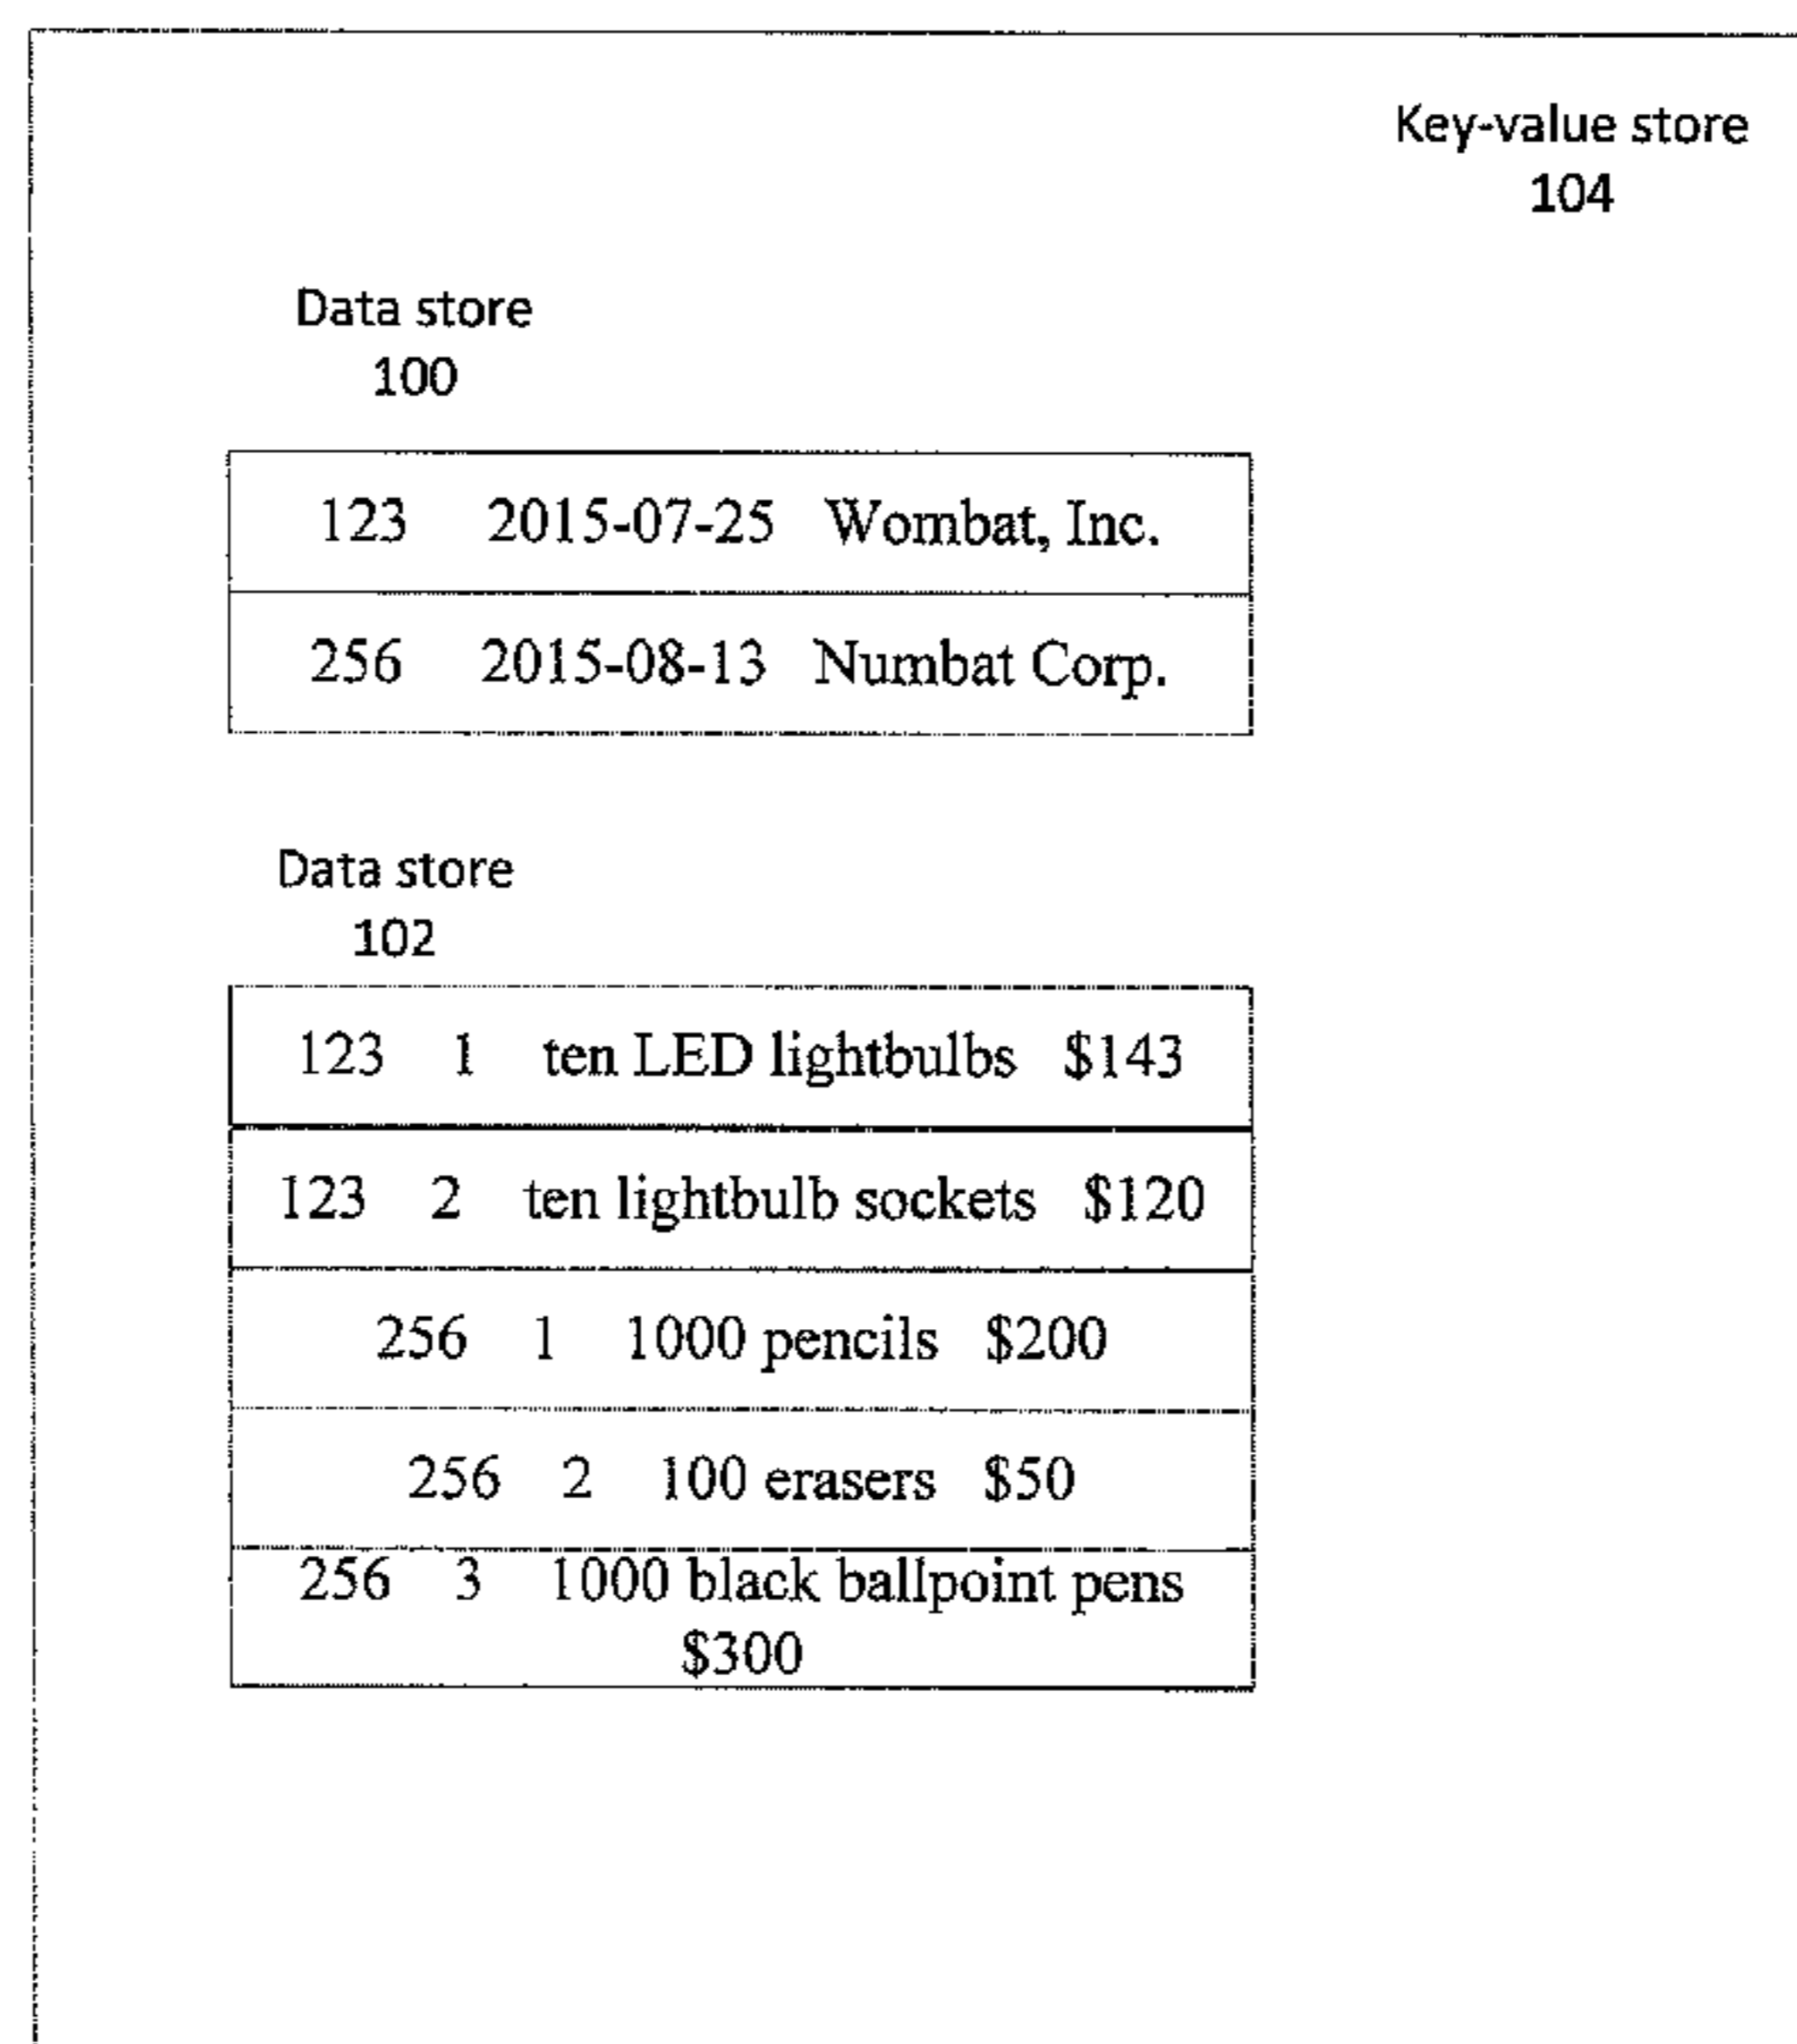 Key-value store
104
Data store
100
123 2015-07-25 Wombat, Inc.
256 2015-08-13 Numbat Corp.
Data store
102
123 1 ten LED lightbulbs $143
123 2 ten lightbulb sockets $120
256 1 1000 pencils $200
256 2 100 erasers $50
256 3 1000 black ballpoint pens
$300